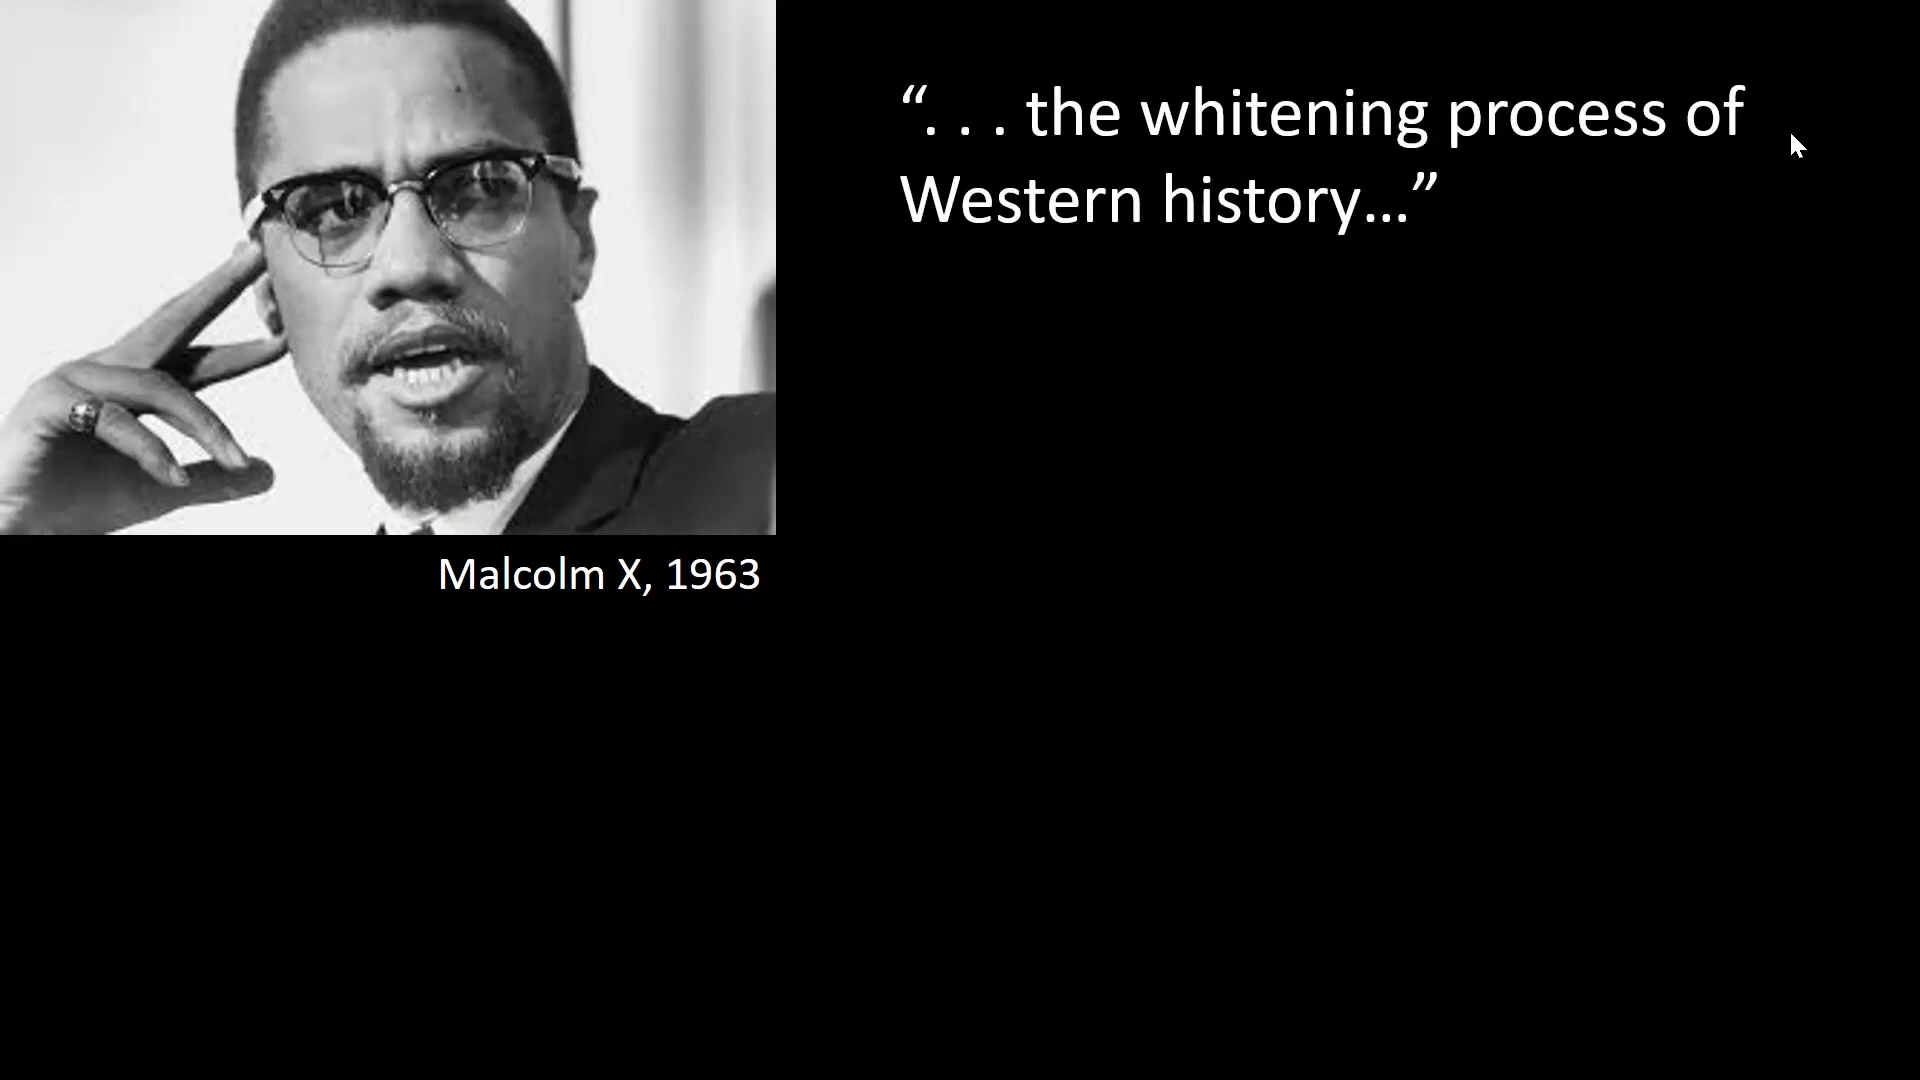 “. . . the whitening process of
Western history…”
Malcolm X, 1963